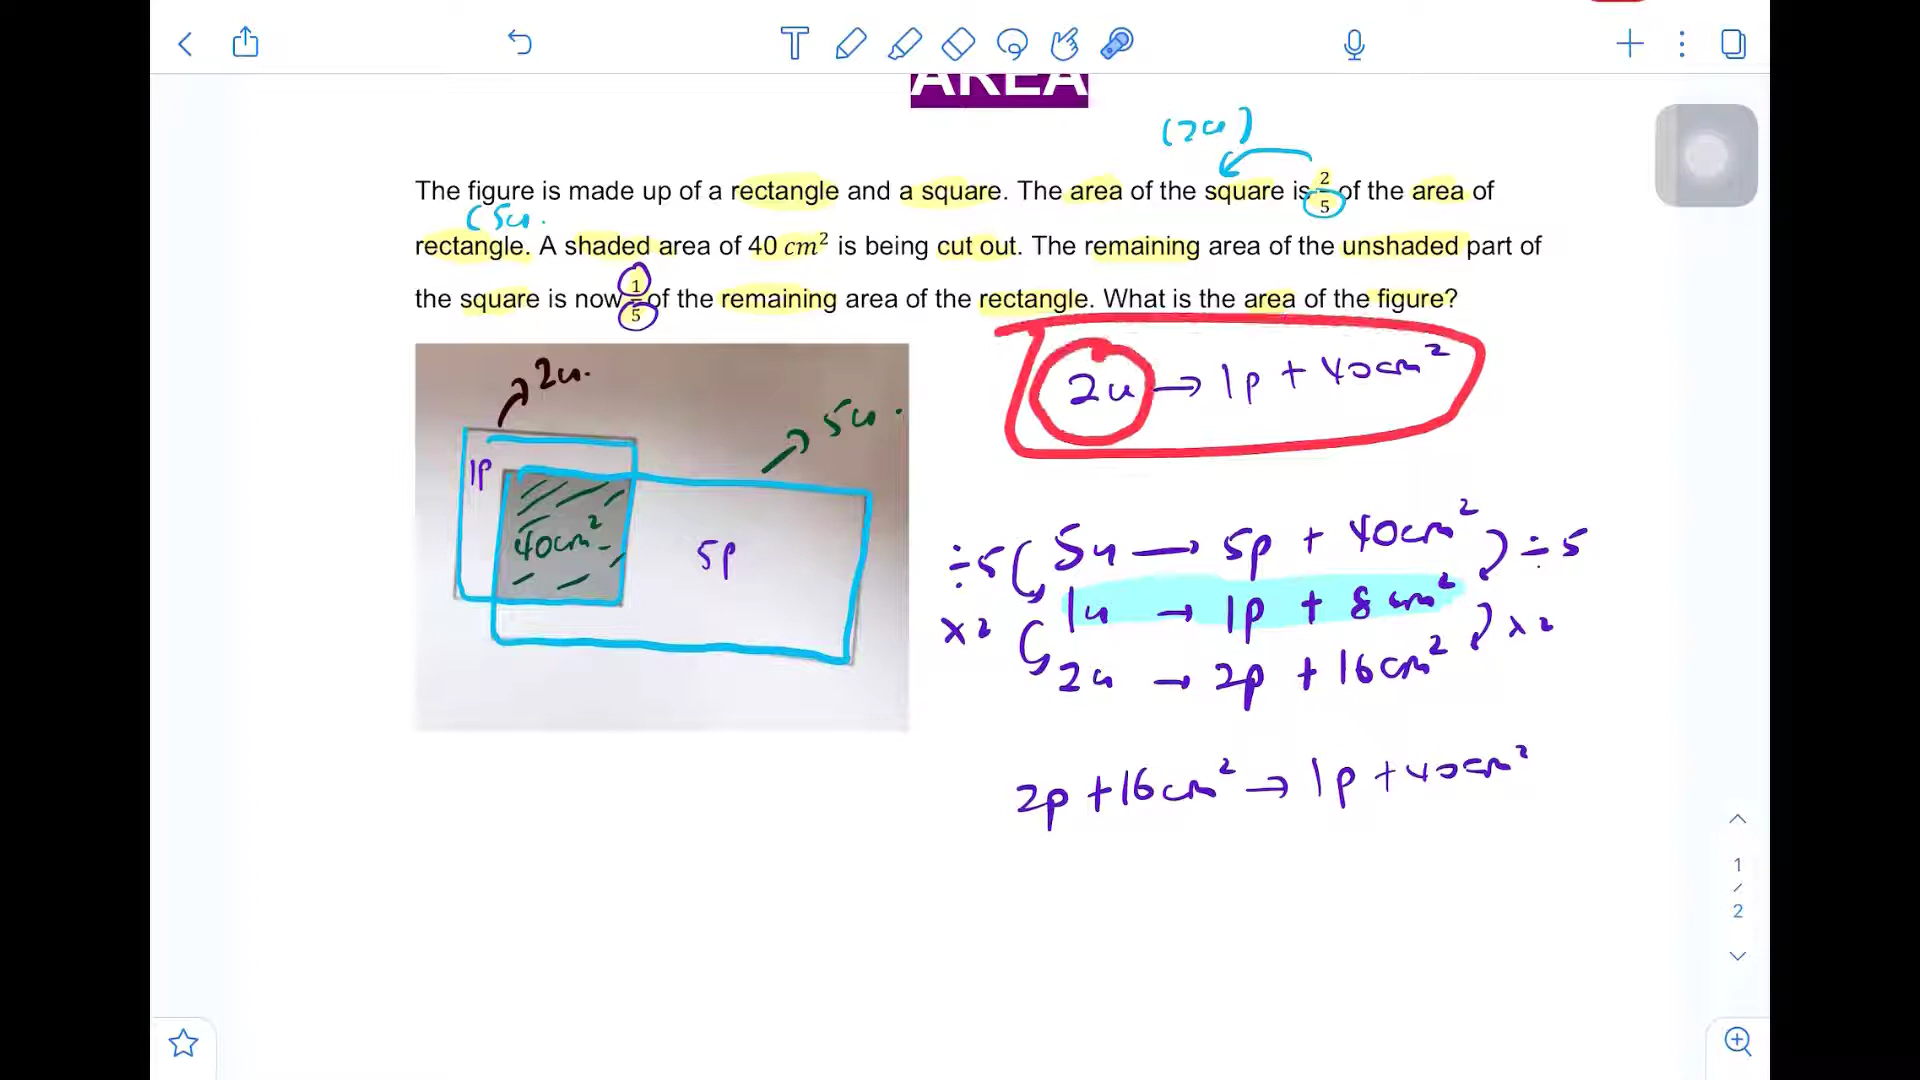 AREA
(2u)
The figure is made up of a rectangle and a square. The area of the square is 2/5 of the area of
(5u.
rectangle. A shaded area of 40 cm² is being cut out. The remaining area of the unshaded part of
the square is now 1/5 of the remaining area of the rectangle. What is the area of the figure?
2u → 1p + 40cm²
2u.
5u.
1p
40cm²
5p
÷5 5u → 5p + 40cm² ÷5
1u → 1p + 8cm²
x2 x2
2u → 2p + 16cm²
2p + 16cm² → 1p + 40cm²
1
/
2